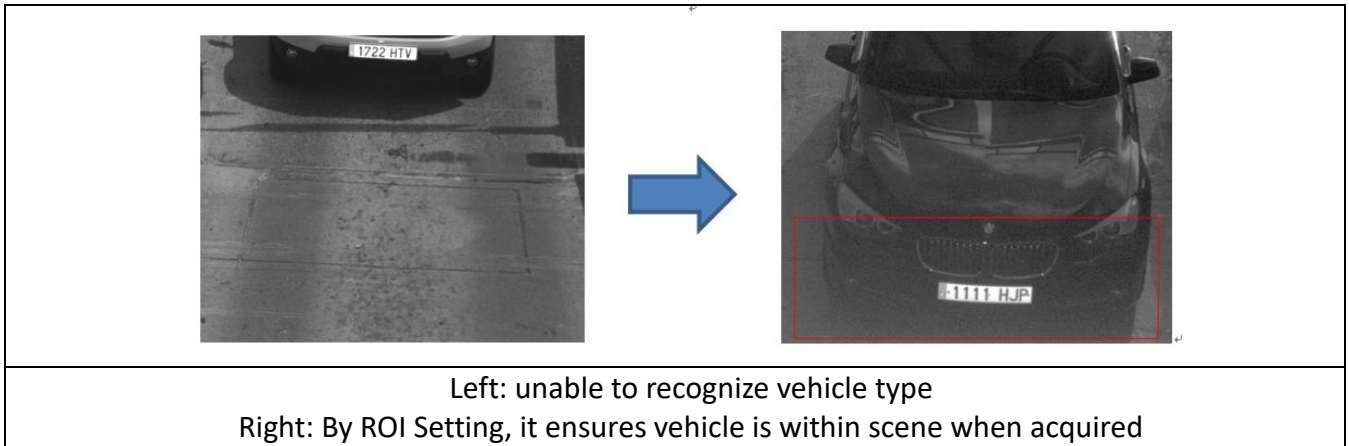 1722 HTV
1111 HJP
Left: unable to recognize vehicle type
Right: By ROI Setting, it ensures vehicle is within scene when acquired